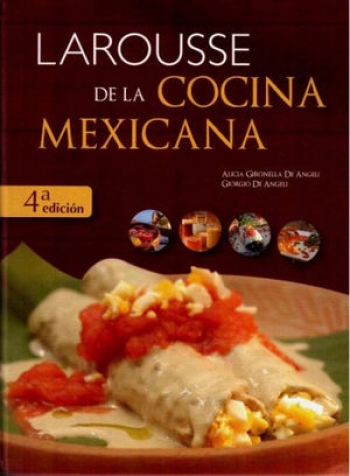 LAROUSSE
DE LA COCINA
MEXICANA
ALICIA GIRONELLA DE ANGELI
GIORGIO DE ANGELI
4ª
edición